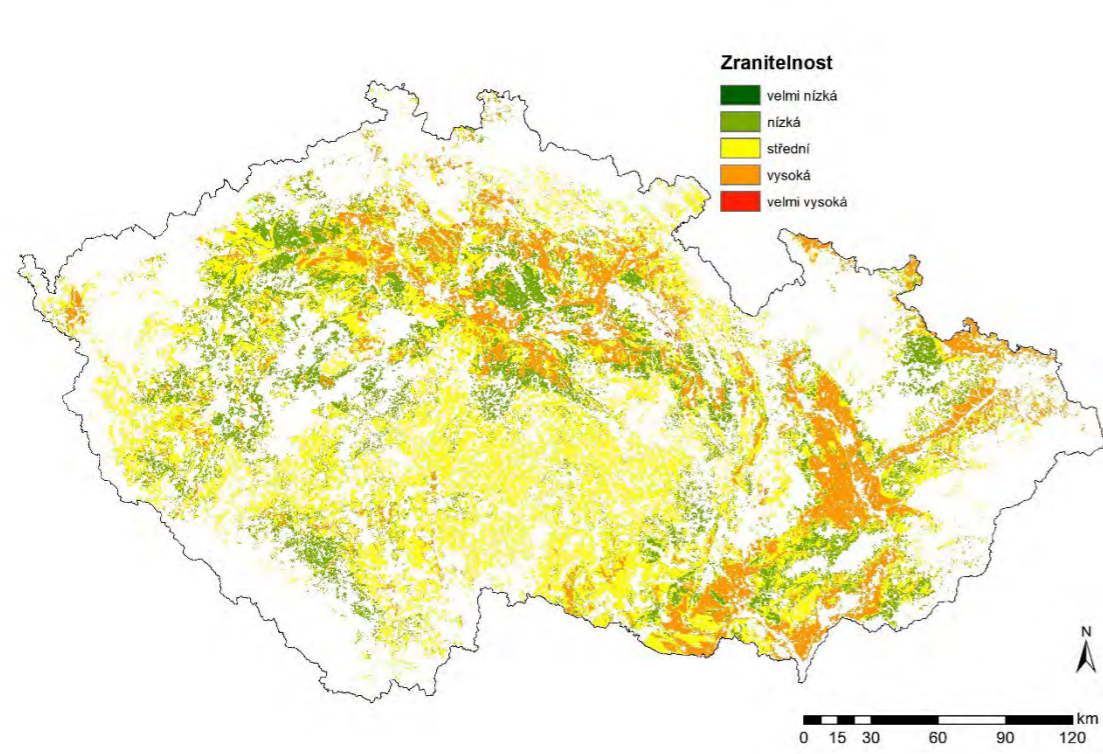 Zranitelnost
velmi nízká
nízká
střední
vysoká
velmi vysoká
N
km
0 15 30 60 90 120